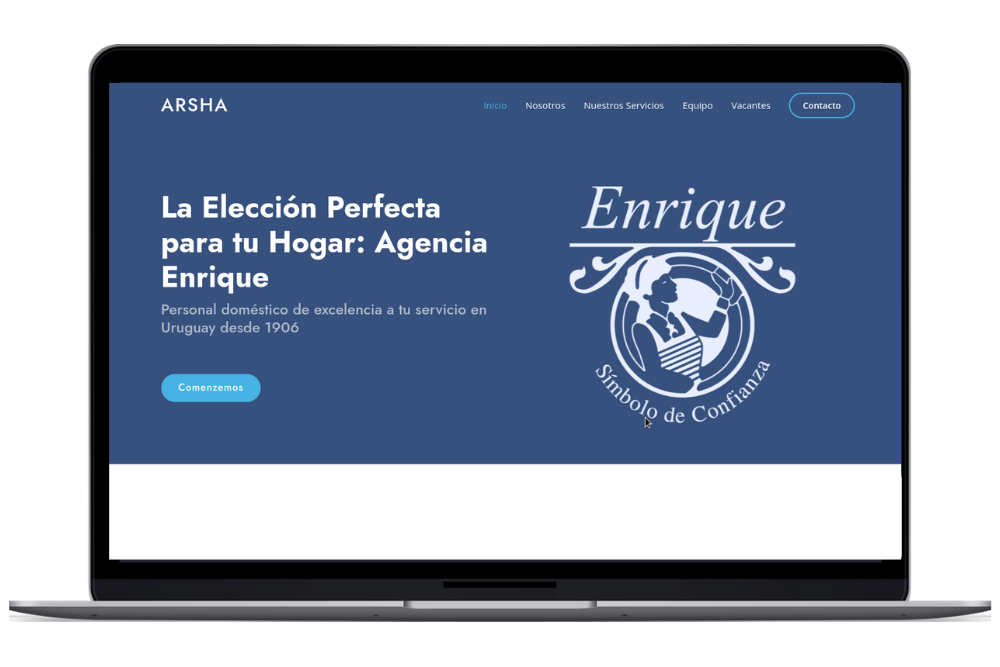 ARSHA
Inicio Nosotros Nuestros Servicios Equipo Vacantes Contacto
La Elección Perfecta
para tu Hogar: Agencia
Enrique
Personal doméstico de excelencia a tu servicio en
Uruguay desde 1906
Comenzemos
Enrique
Símbolo de Confianza